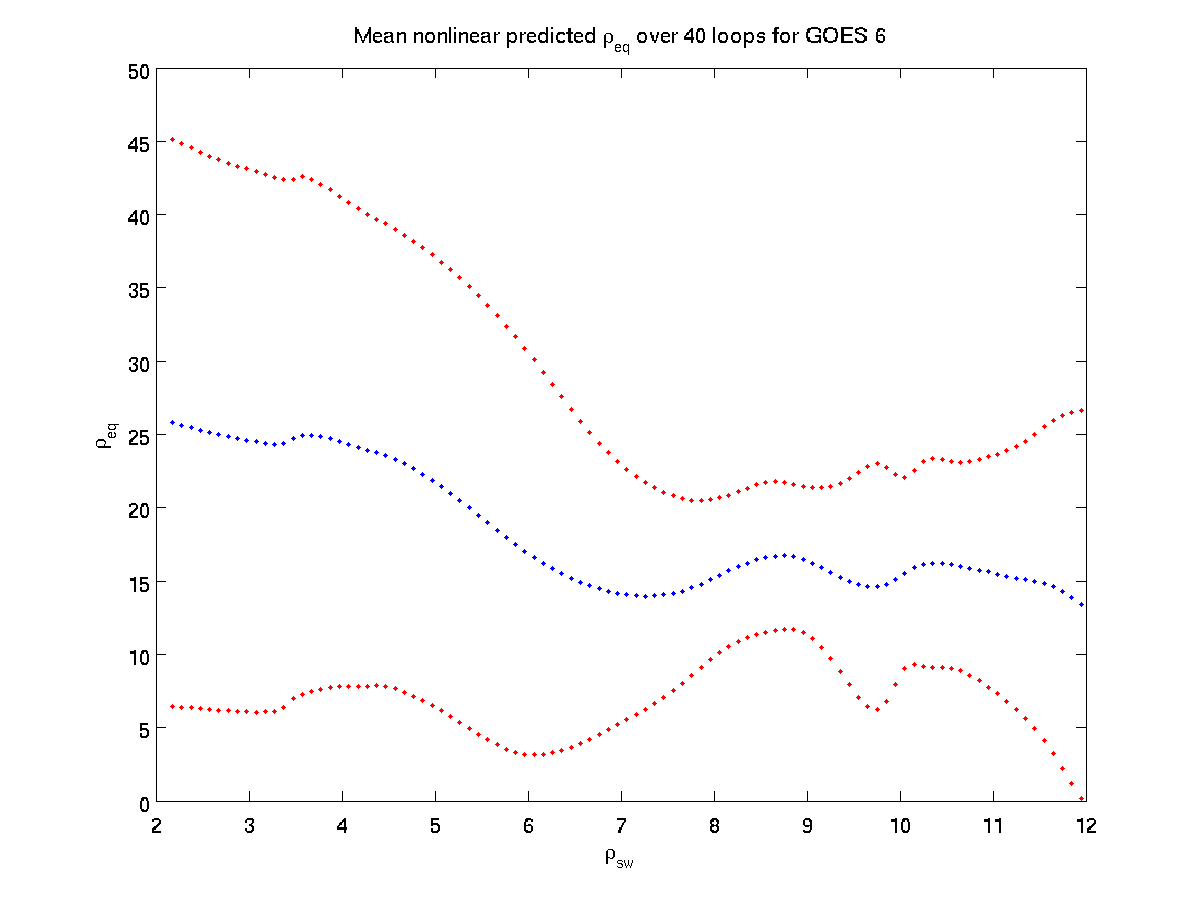 Mean nonlinear predicted ρeq over 40 loops for GOES 6
50
45
40
35
30
25
20
15
10
5
0
ρeq
2 3 4 5 6 7 8 9 10 11 12
ρsw